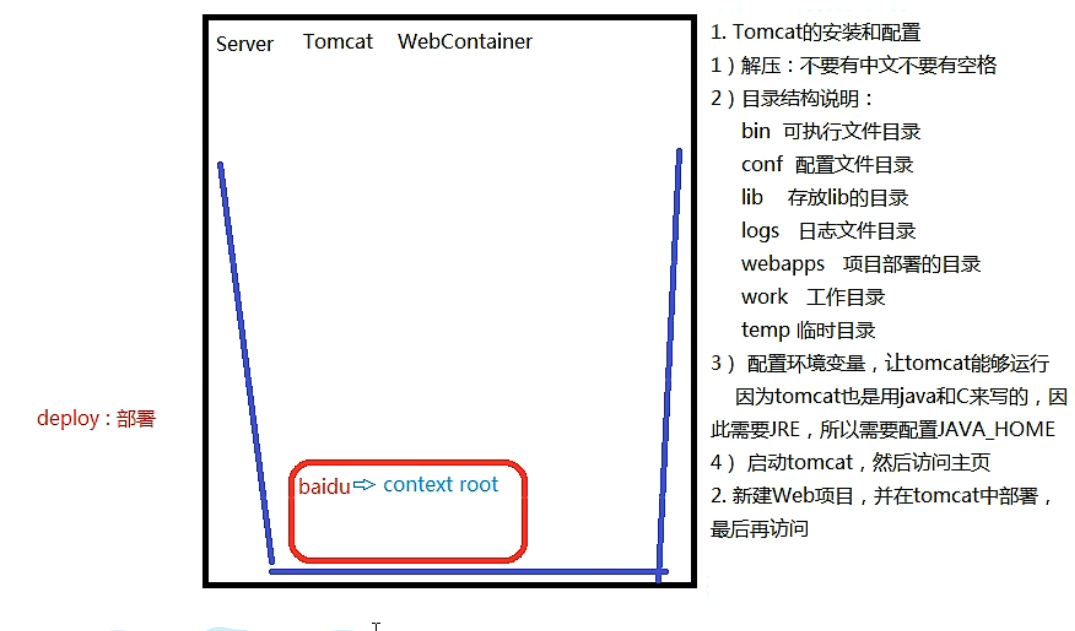 Server Tomcat WebContainer
deploy : 部署
baidu⇨ context root
1. Tomcat的安装和配置
1）解压：不要有中文不要有空格
2）目录结构说明：
bin 可执行文件目录
conf 配置文件目录
lib 存放lib的目录
logs 日志文件目录
webapps 项目部署的目录
work 工作目录
temp 临时目录
3） 配置环境变量，让tomcat能够运行
因为tomcat也是用java和C来写的，因
此需要JRE，所以需要配置JAVA_HOME
4） 启动tomcat，然后访问主页
2. 新建Web项目，并在tomcat中部署，
最后再访问